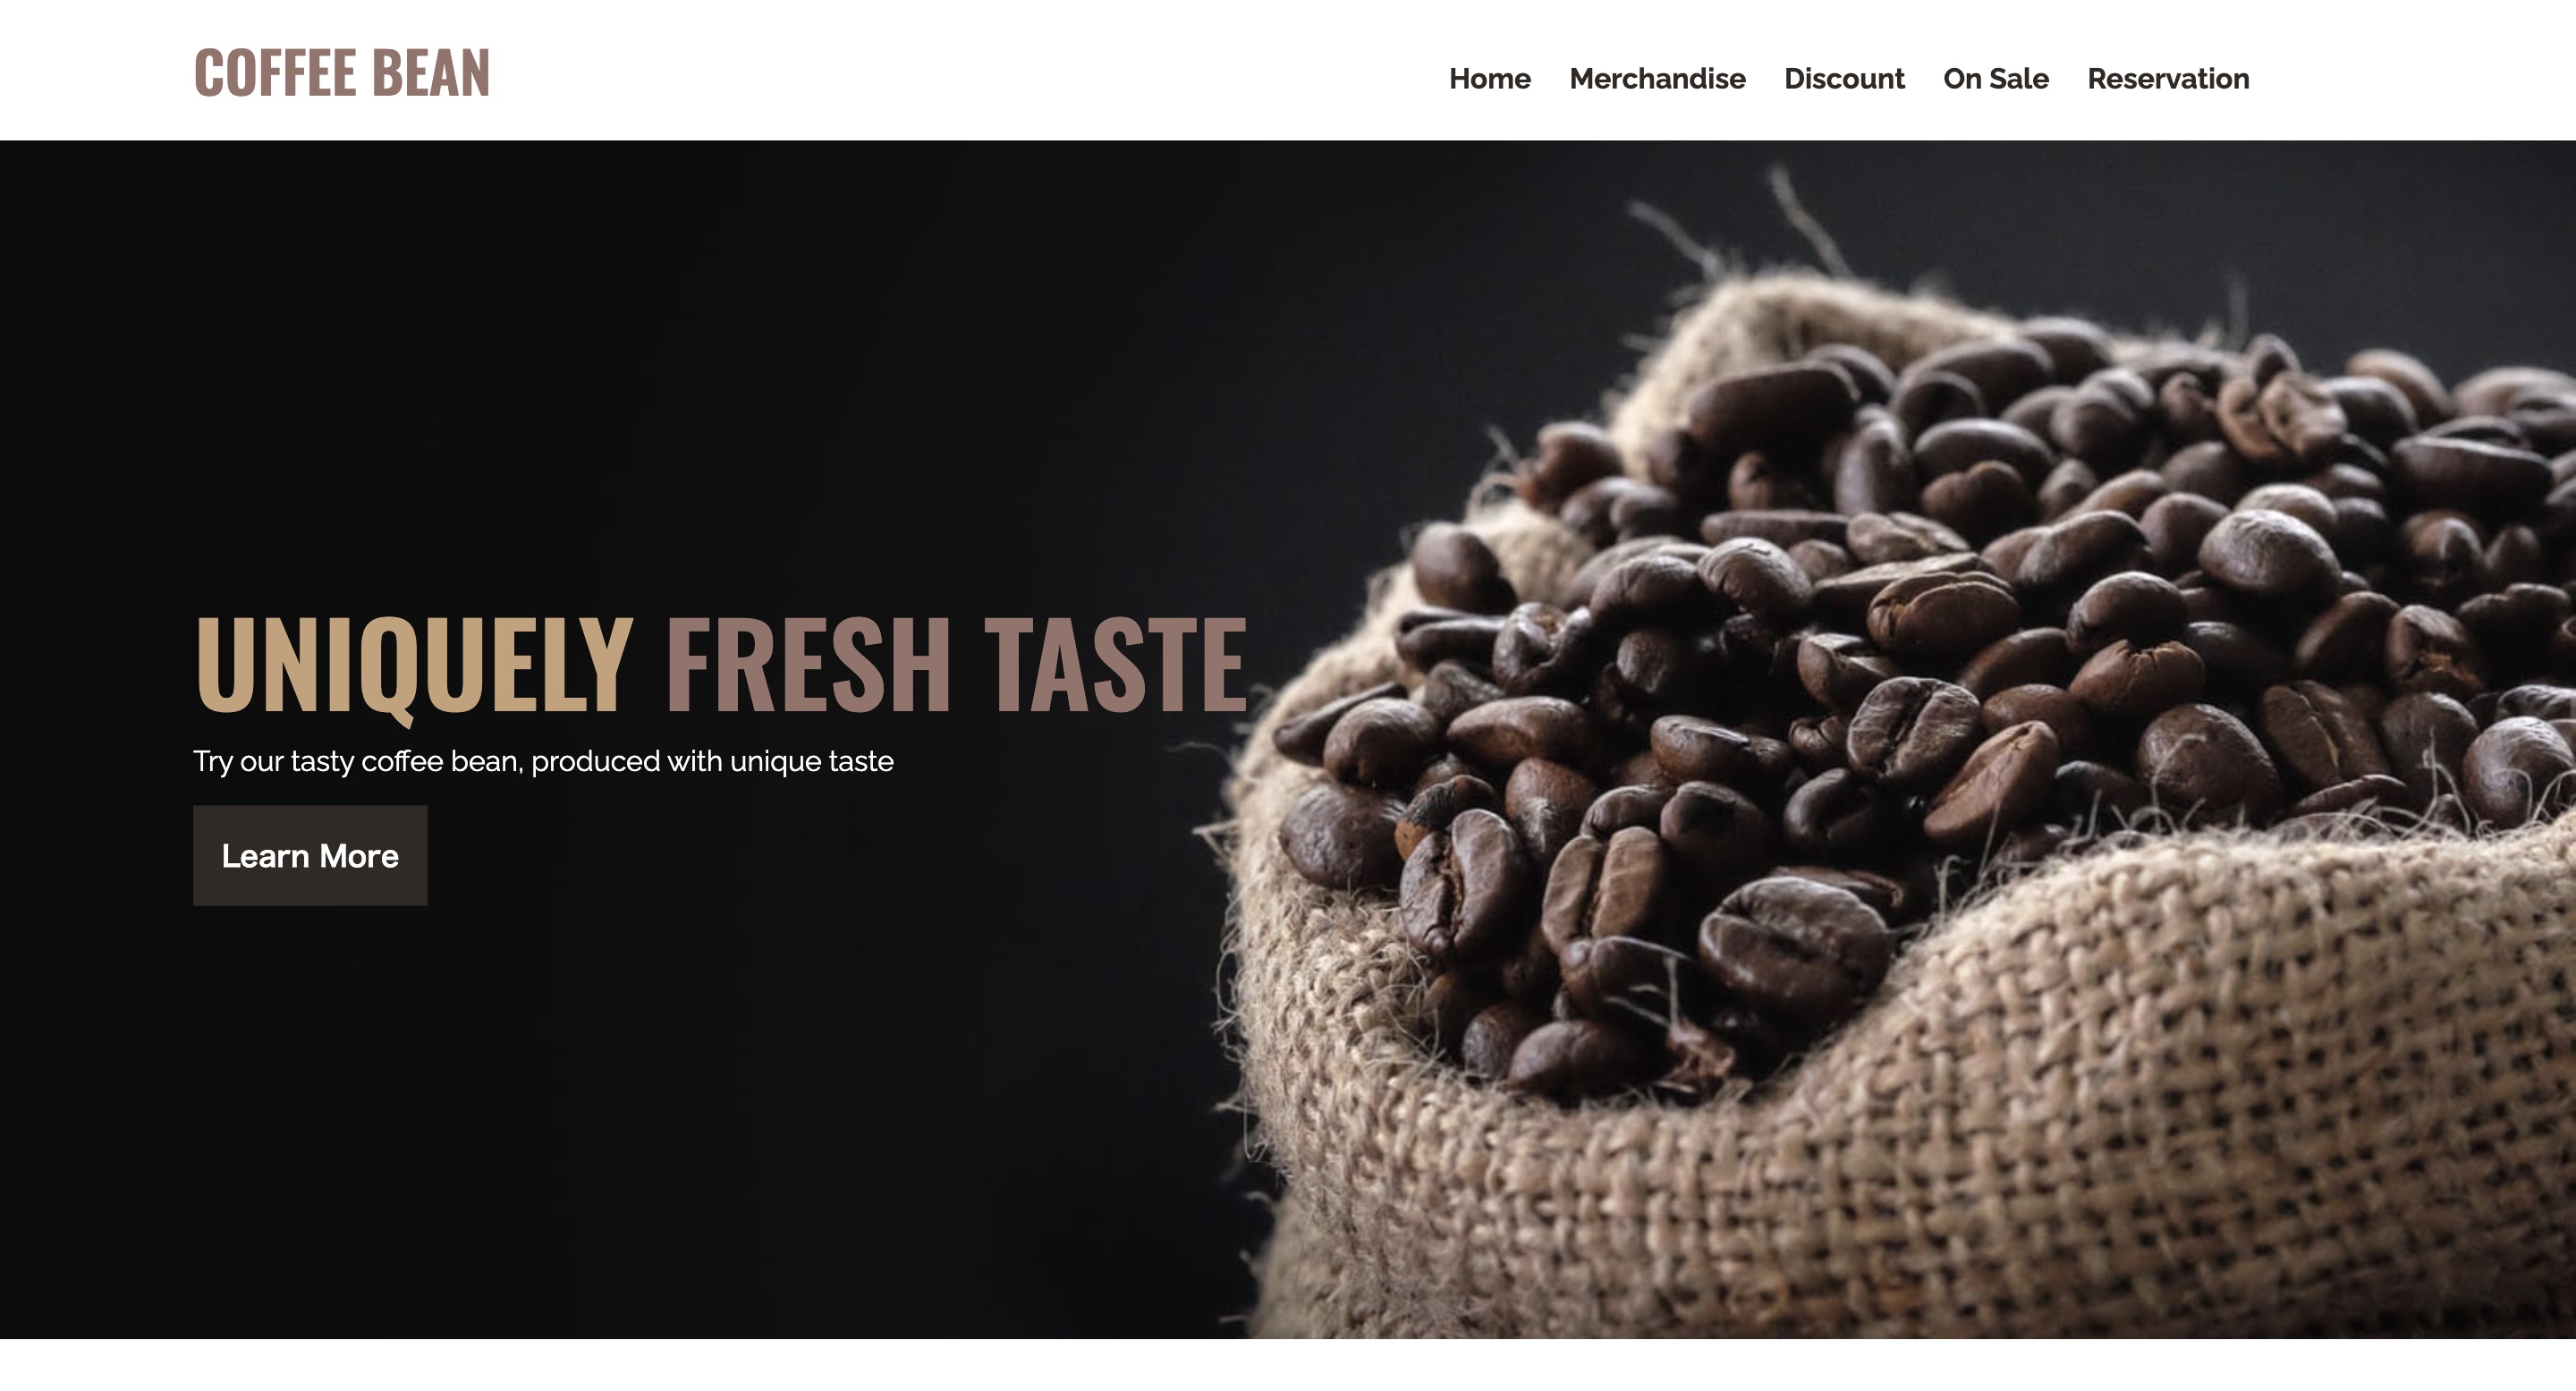 COFFEE BEAN
Home Merchandise Discount On Sale Reservation
UNIQUELY FRESH TASTE
Try our tasty coffee bean, produced with unique taste
Learn More